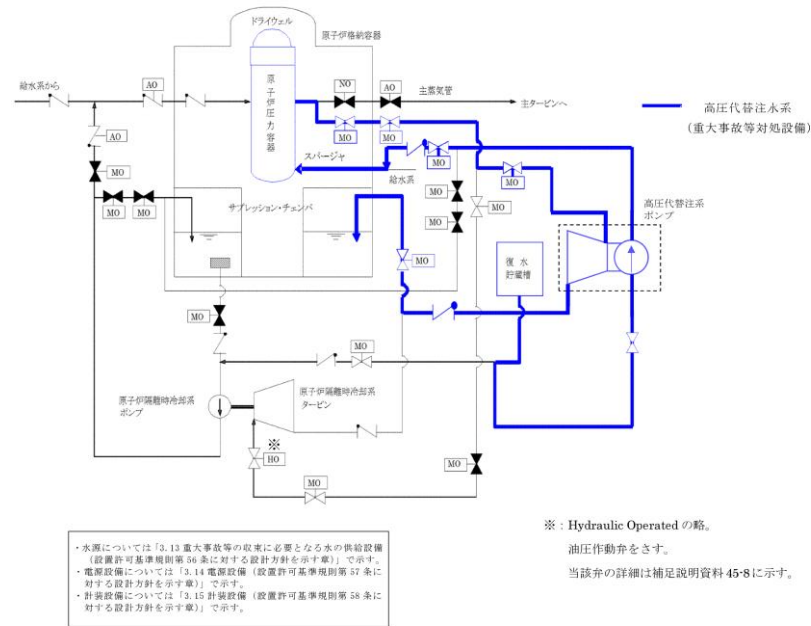 ドライウェル
原子炉格納容器
給水系から
AO
NO
AO
主蒸気管
主タービンへ
高圧代替注水系
(重大事故等対処設備)
原子炉圧力容器
MO
MO
AO
MO
スパージャ
MO
MO
給水系
MO
MO
MO
サプレッション・チェンバ
MO
MO
MO
高圧代替注系
ポンプ
MO
復水
貯蔵槽
MO
MO
原子炉隔離時冷却系
ポンプ
原子炉隔離時冷却系
タービン
※
HO
MO
MO
・水源については「3.13 重大事故等の収束に必要となる水の供給設備
(設置許可基準規則第 56 条に対する設計方針を示す章)」で示す。
・電源設備については「3.14 電源設備(設置許可基準規則第 57 条に
対する設計方針を示す章)」で示す。
・計装設備については「3.15 計装設備(設置許可基準規則第 58 条に
対する設計方針を示す章)」で示す。
※:Hydraulic Operated の略。
油圧作動弁をさす。
当該弁の詳細は補足説明資料 45-8 に示す。